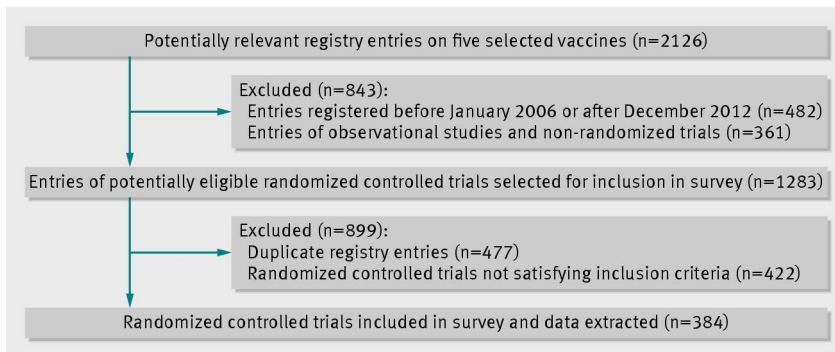 Potentially relevant registry entries on five selected vaccines (n=2126)
Excluded (n=843):
Entries registered before January 2006 or after December 2012 (n=482)
Entries of observational studies and non-randomized trials (n=361)
Entries of potentially eligible randomized controlled trials selected for inclusion in survey (n=1283)
Excluded (n=899):
Duplicate registry entries (n=477)
Randomized controlled trials not satisfying inclusion criteria (n=422)
Randomized controlled trials included in survey and data extracted (n=384)